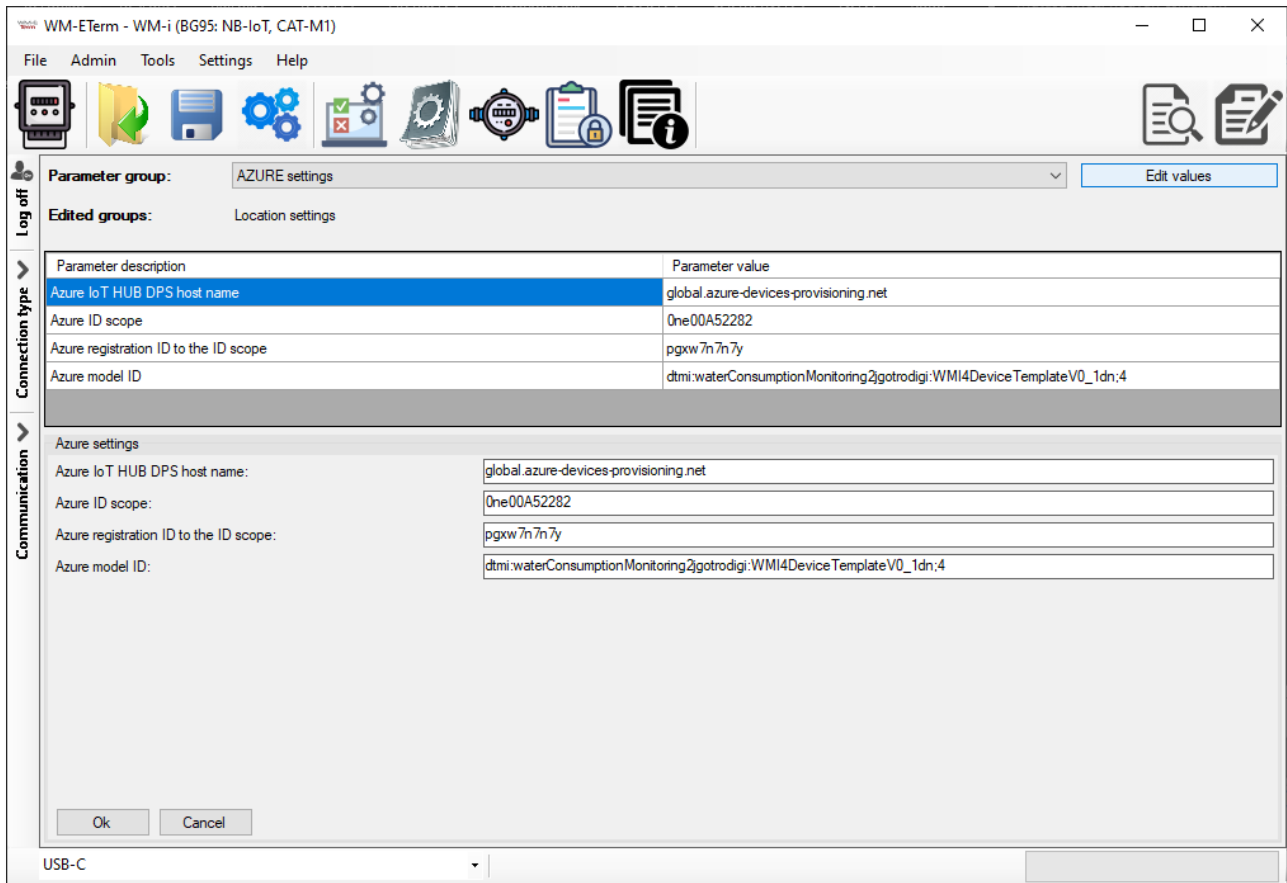 WM-ETerm - WM-i (BG95: NB-IoT, CAT-M1)
File Admin Tools Settings Help
Log off
Connection type
Communication
Parameter group: AZURE settings Edit values
Edited groups: Location settings
Parameter description Parameter value
Azure IoT HUB DPS host name global.azure-devices-provisioning.net
Azure ID scope 0ne00A52282
Azure registration ID to the ID scope pgxw7n7n7y
Azure model ID dtmi:waterConsumptionMonitoring2jgotrodigi:WMI4DeviceTemplateV0_1dn;4
Azure settings
Azure IoT HUB DPS host name: global.azure-devices-provisioning.net
Azure ID scope: 0ne00A52282
Azure registration ID to the ID scope: pgxw7n7n7y
Azure model ID: dtmi:waterConsumptionMonitoring2jgotrodigi:WMI4DeviceTemplateV0_1dn;4
Ok Cancel
USB-C